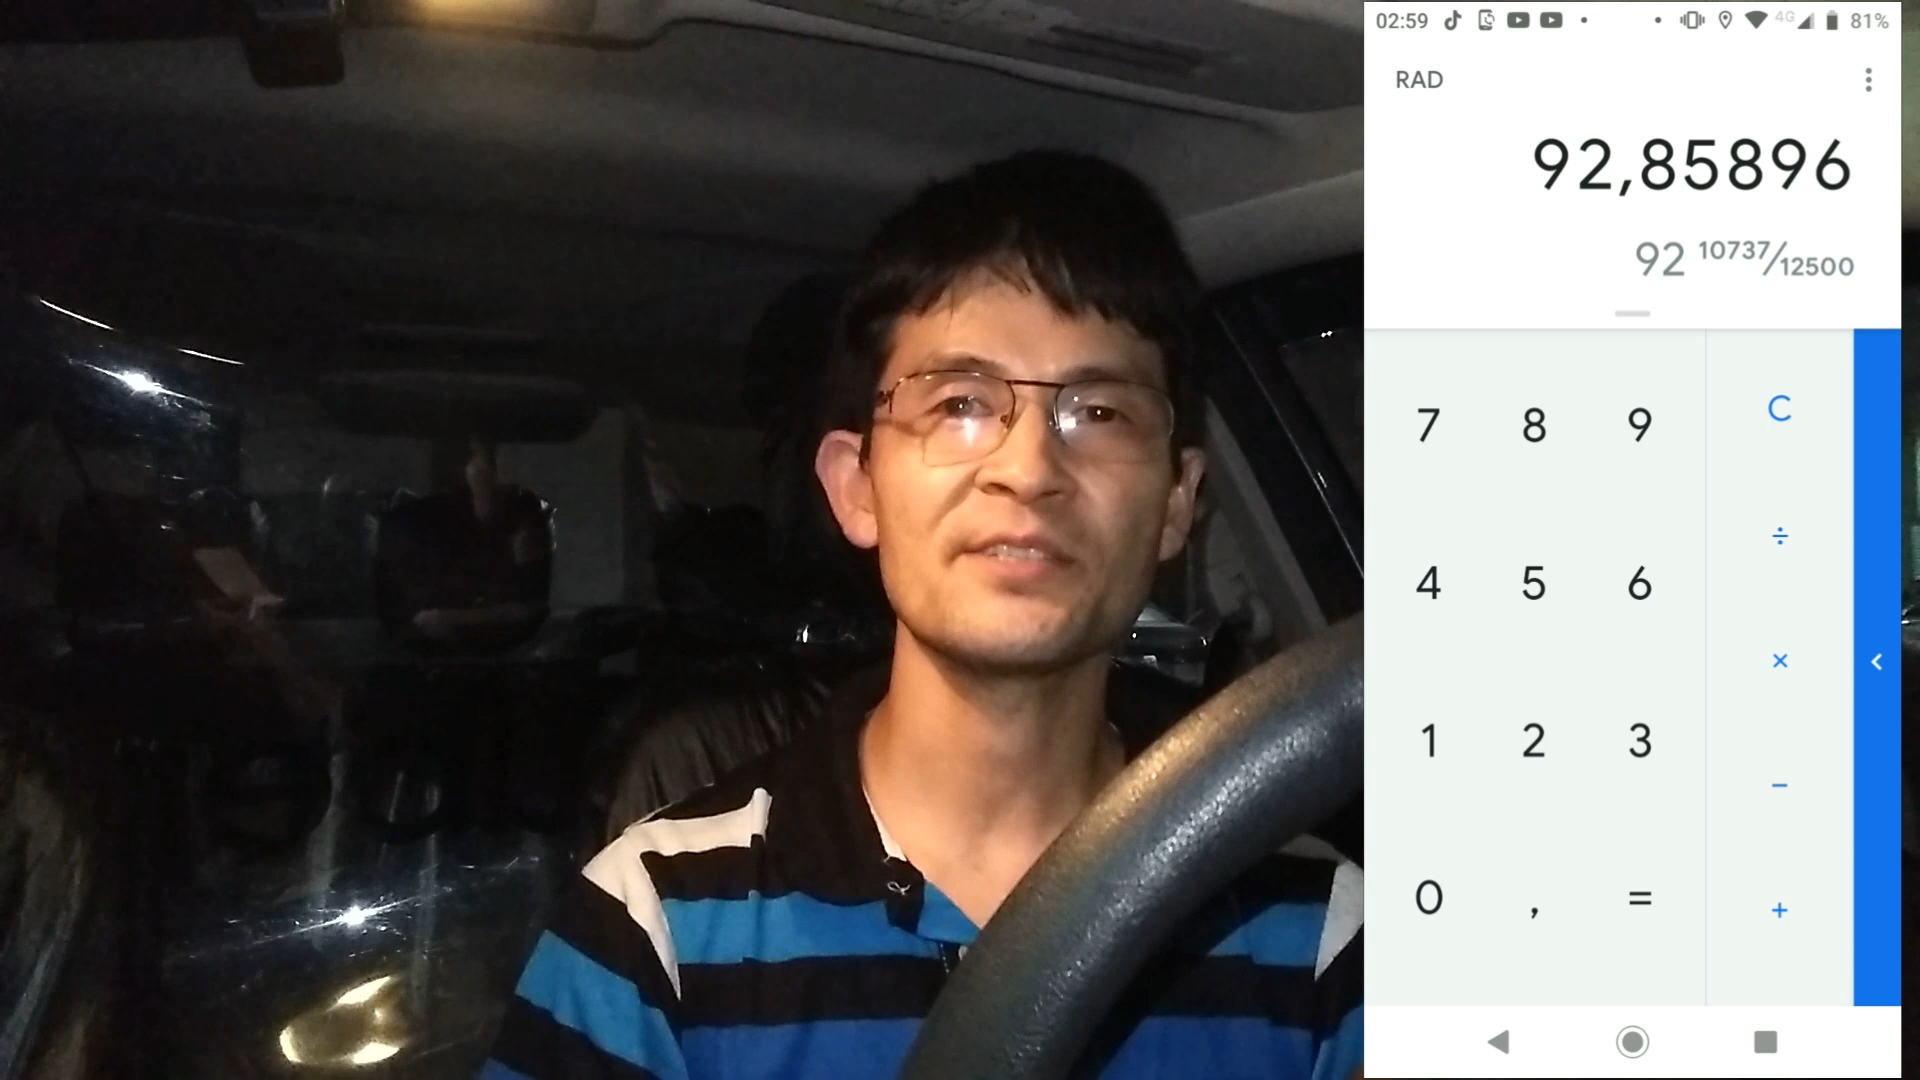 02:59 4G 81%
RAD
92,85896
92 10737/12500
C
7 8 9
÷
4 5 6
×
1 2 3
−
0 , =
+